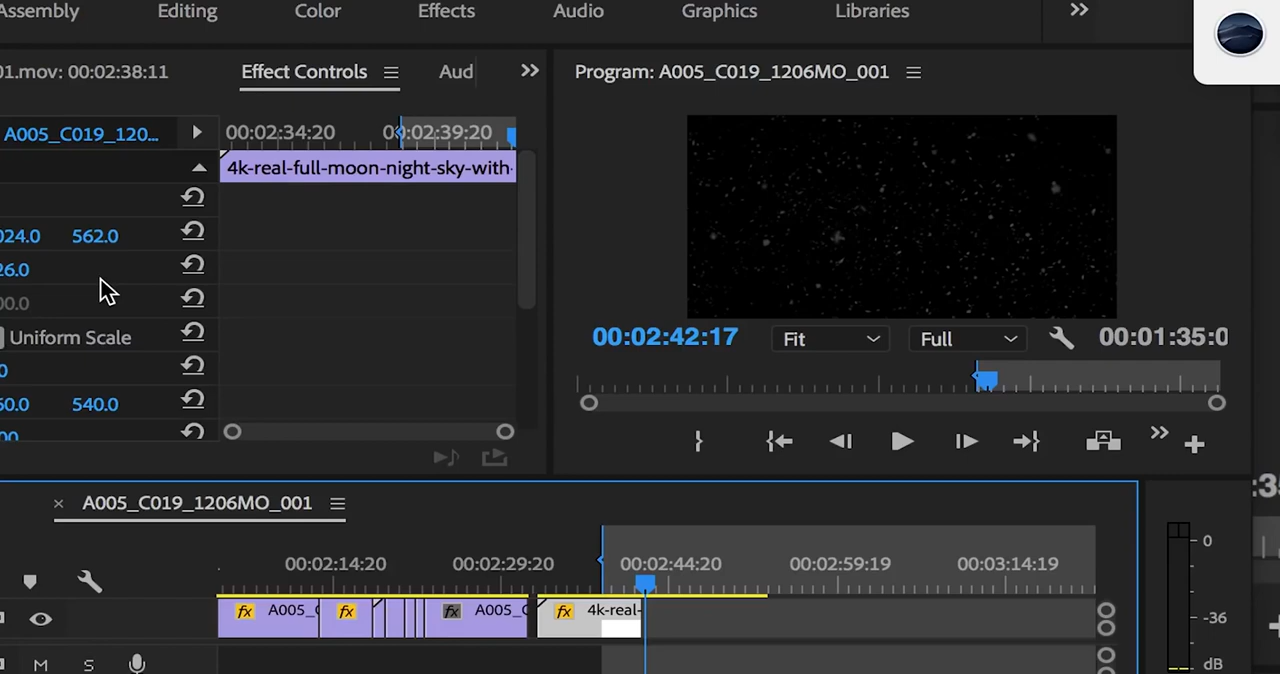 Assembly Editing Color Effects Audio Graphics Libraries
01.mov: 00:02:38:11 Effect Controls Aud Program: A005_C019_1206MO_001
A005_C019_120... 00:02:34:20 00:02:39:20
4k-real-full-moon-night-sky-with-
024.0 562.0
26.0
00.0
Uniform Scale
0
60.0 540.0
00
00:02:42:17 Fit Full 00:01:35:0
A005_C019_1206MO_001
00:02:14:20 00:02:29:20 00:02:44:20 00:02:59:19 00:03:14:19
fx A005_C fx fx A005_C fx 4k-real-
M S
0
-36
dB
:35